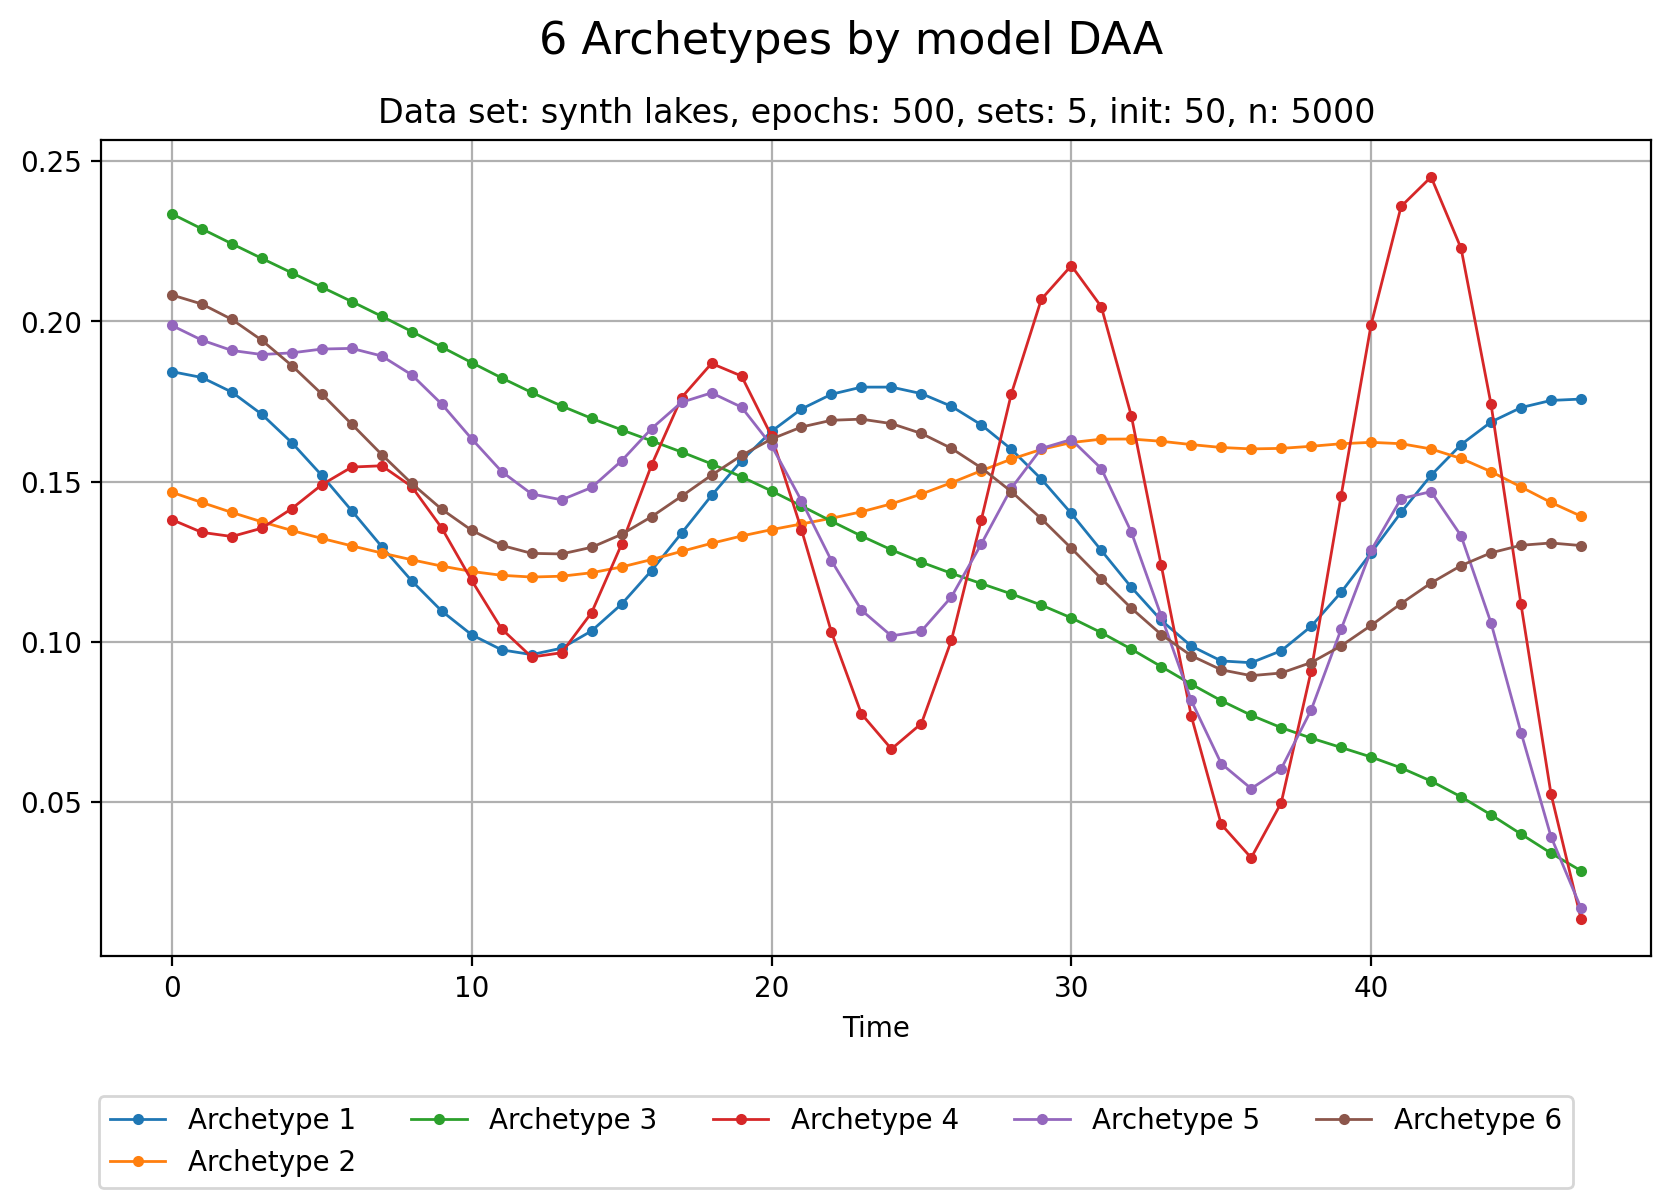 6 Archetypes by model DAA
Data set: synth lakes, epochs: 500, sets: 5, init: 50, n: 5000
0.25
0.20
0.15
0.10
0.05
0 10 20 30 40
Time
Archetype 1 Archetype 3 Archetype 4 Archetype 5 Archetype 6
Archetype 2